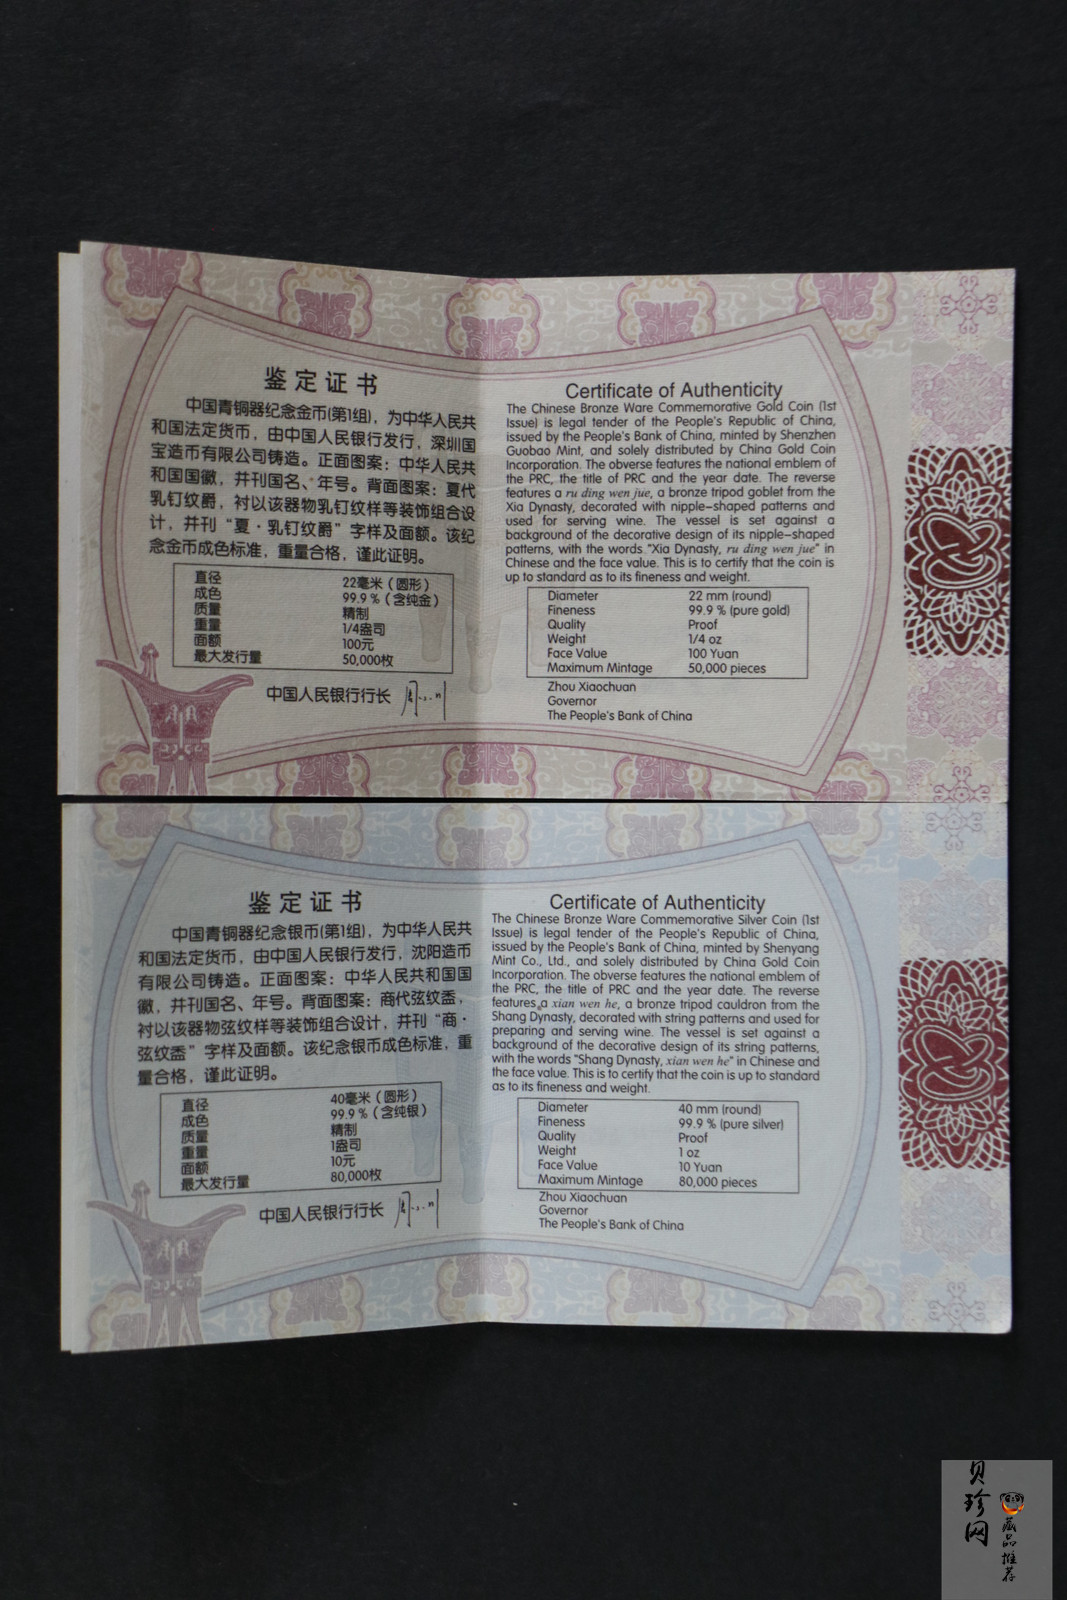 鉴定证书
中国青铜器纪念金币(第1组)，为中华人民共
和国法定货币，由中国人民银行发行，深圳国
宝造币有限公司铸造。正面图案：中华人民共
和国国徽，并刊国名、年号。背面图案：夏代
乳钉纹爵，衬以该器物乳钉纹样等装饰组合设
计，并刊“夏·乳钉纹爵”字样及面额。该纪
念金币成色标准，重量合格，谨此证明。
直径 22毫米（圆形）
成色 99.9％（含纯金）
质量 精制
重量 1/4盎司
面额 100元
最大发行量 50,000枚
中国人民银行行长
Certificate of Authenticity
The Chinese Bronze Ware Commemorative Gold Coin (1st
Issue) is legal tender of the People's Republic of China,
issued by the People's Bank of China, minted by Shenzhen
Guobao Mint, and solely distributed by China Gold Coin
Incorporation. The obverse features the national emblem of
the PRC, the title of PRC and the year date. The reverse
features a ru ding wen jue, a bronze tripod goblet from the
Xia Dynasty, decorated with nipple-shaped patterns and
used for serving wine. The vessel is set against a
background of the decorative design of its nipple-shaped
patterns, with the words "Xia Dynasty, ru ding wen jue" in
Chinese and the face value. This is to certify that the coin is
up to standard as to its fineness and weight.
Diameter 22 mm (round)
Fineness 99.9 % (pure gold)
Quality Proof
Weight 1/4 oz
Face Value 100 Yuan
Maximum Mintage 50,000 pieces
Zhou Xiaochuan
Governor
The People's Bank of China
鉴定证书
中国青铜器纪念银币(第1组)，为中华人民共
和国法定货币，由中国人民银行发行，沈阳造币
有限公司铸造。正面图案：中华人民共和国国
徽，并刊国名、年号。背面图案：商代弦纹盉，
衬以该器物弦纹样等装饰组合设计，并刊“商·
弦纹盉”字样及面额。该纪念银币成色标准，重
量合格，谨此证明。
直径 40毫米（圆形）
成色 99.9％（含纯银）
质量 精制
重量 1盎司
面额 10元
最大发行量 80,000枚
中国人民银行行长
Certificate of Authenticity
The Chinese Bronze Ware Commemorative Silver Coin (1st
Issue) is legal tender of the People's Republic of China,
issued by the People's Bank of China, minted by Shenyang
Mint Co., Ltd., and solely distributed by China Gold Coin
Incorporation. The obverse features the national emblem of
the PRC, the title of PRC and the year date. The reverse
features a xian wen he, a bronze tripod cauldron from the
Shang Dynasty, decorated with string patterns and used for
preparing and serving wine. The vessel is set against a
background of the decorative design of its string patterns,
with the words "Shang Dynasty, xian wen he" in Chinese and
the face value. This is to certify that the coin is up to standard
as to its fineness and weight.
Diameter 40 mm (round)
Fineness 99.9 % (pure silver)
Quality Proof
Weight 1 oz
Face Value 10 Yuan
Maximum Mintage 80,000 pieces
Zhou Xiaochuan
Governor
The People's Bank of China
贝珍网
藏品推荐